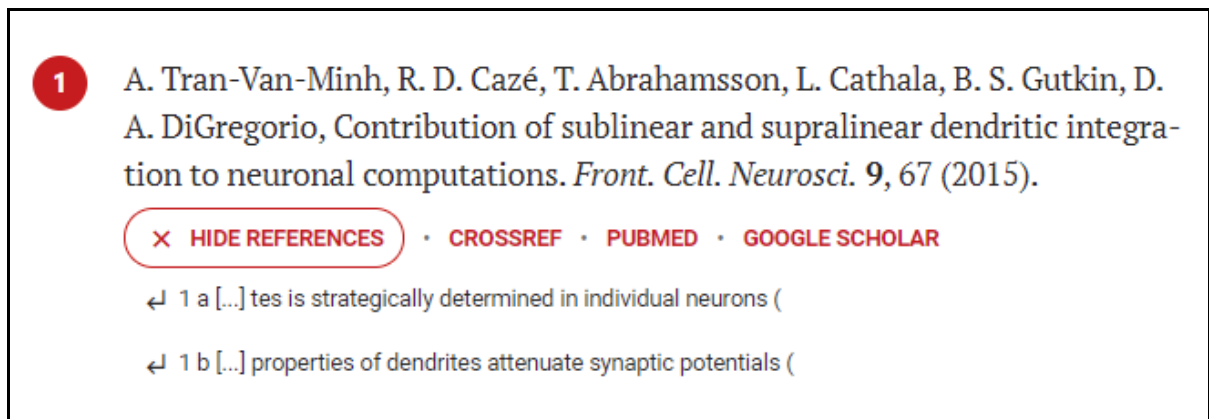 1
A. Tran-Van-Minh, R. D. Cazé, T. Abrahamsson, L. Cathala, B. S. Gutkin, D.
A. DiGregorio, Contribution of sublinear and supralinear dendritic integra-
tion to neuronal computations. Front. Cell. Neurosci. 9, 67 (2015).
× HIDE REFERENCES · CROSSREF · PUBMED · GOOGLE SCHOLAR
↲ 1 a [...] tes is strategically determined in individual neurons (
↲ 1 b [...] properties of dendrites attenuate synaptic potentials (